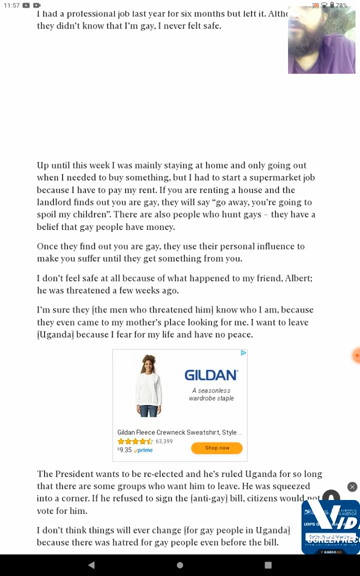 11:57
28%
I had a professional job last year for six months but left it.
they didn't know that I'm gay, I never felt safe.
Up until this week I was mainly staying at home and only going out
when I needed to buy something, but I had to start a supermarket job
because I have to pay my rent. If you are renting a house and the
landlord finds out you are gay, they will say "go away, you're going to
spoil my children". There are also people who hunt gays – they have a
belief that gay people have money.
Once they find out you are gay, they use their personal influence to
make you suffer until they get something from you.
I don't feel safe at all because of what happened to my friend, Albert;
he was threatened a few weeks ago.
I'm sure they [the men who threatened him] know who I am, because
they even came to my mother's place looking for me. I want to leave
[Uganda] because I fear for my life and have no peace.
GILDAN
A seasonless
wardrobe staple
Gildan Fleece Crewneck Sweatshirt, Style...
63,399
$9.35 prime
Shop now
The President wants to be re-elected and he's ruled Uganda for so long
that there are some groups who want him to leave. He was squeezed
into a corner. If he refused to sign the [anti-gay] bill, citizens would not
vote for him.
I don't think things will ever change [for gay people in Uganda]
because there was hatred for gay people even before the bill.